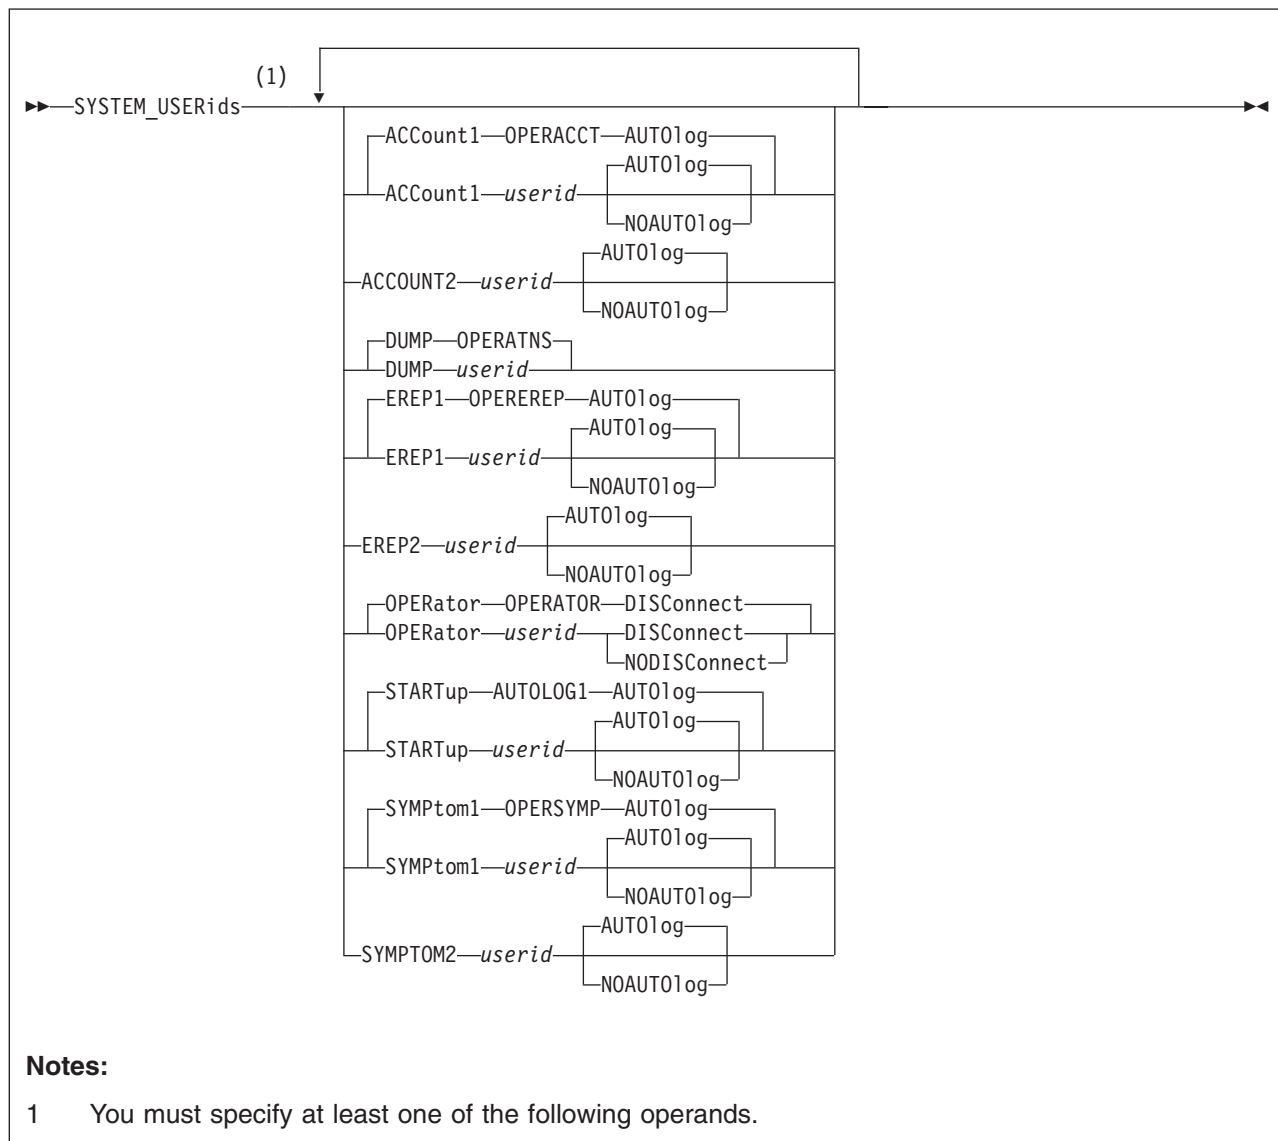 (1)
SYSTEM_USERids
ACCount1 OPERACCT AUTOlog
AUTOlog
ACCount1 userid
NOAUTOlog
AUTOlog
ACCOUNT2 userid
NOAUTOlog
DUMP OPERATNS
DUMP userid
EREP1 OPEREREP AUTOlog
AUTOlog
EREP1 userid
NOAUTOlog
AUTOlog
EREP2 userid
NOAUTOlog
OPERator OPERATOR DISConnect
OPERator userid DISConnect
NODISConnect
STARTup AUTOLOG1 AUTOlog
AUTOlog
STARTup userid
NOAUTOlog
SYMPtom1 OPERSYMP AUTOlog
AUTOlog
SYMPtom1 userid
NOAUTOlog
AUTOlog
SYMPTOM2 userid
NOAUTOlog
Notes:
1 You must specify at least one of the following operands.